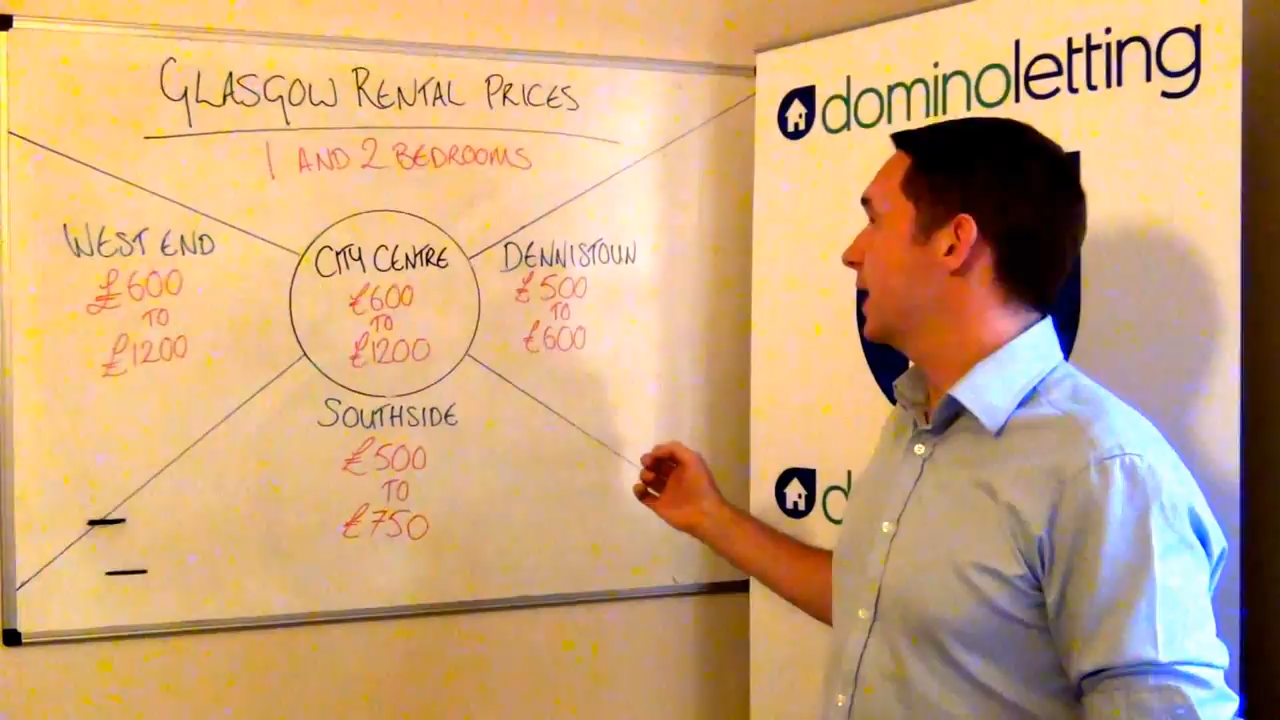 GLASGOW RENTAL PRICES
1 AND 2 BEDROOMS
WEST END
£600
TO
£1200
CITY CENTRE
£600
TO
£1200
DENNISTOUN
£500
TO
£600
SOUTHSIDE
£500
TO
£750
dominoletting
d